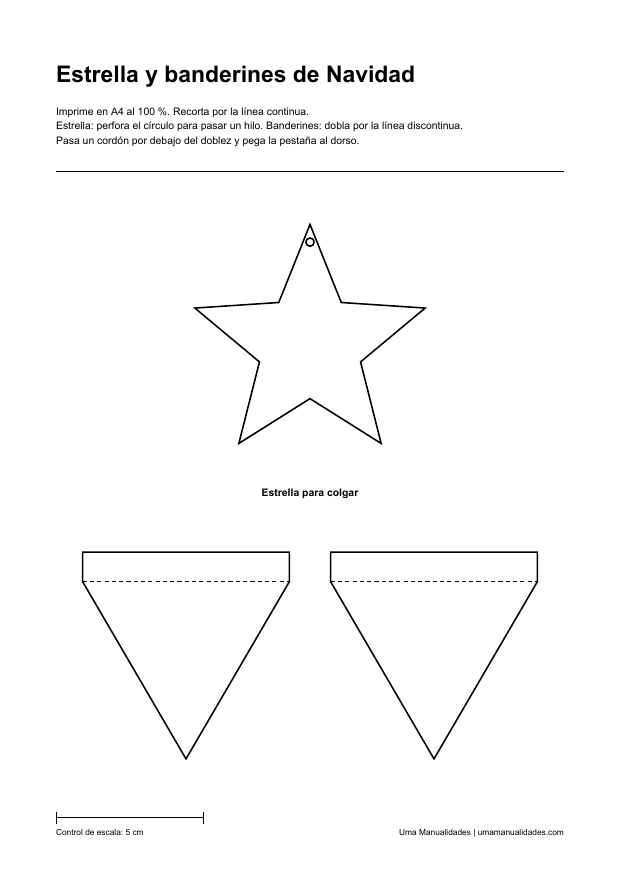 Estrella y banderines de Navidad
Imprime en A4 al 100 %. Recorta por la línea continua.
Estrella: perfora el círculo para pasar un hilo. Banderines: dobla por la línea discontinua.
Pasa un cordón por debajo del doblez y pega la pestaña al dorso.
Estrella para colgar
Control de escala: 5 cm
Uma Manualidades | umamanualidades.com